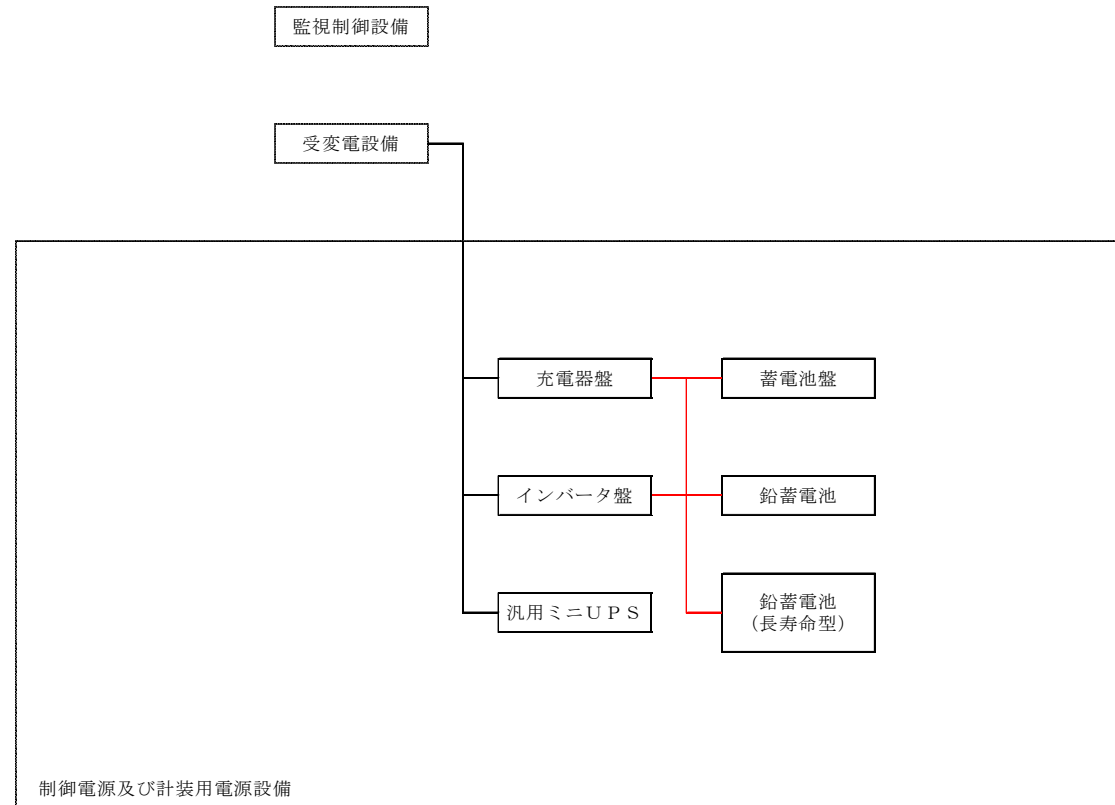 監視制御設備
受変電設備
充電器盤
蓄電池盤
インバータ盤
鉛蓄電池
汎用ミニＵＰＳ
鉛蓄電池
（長寿命型）
制御電源及び計装用電源設備